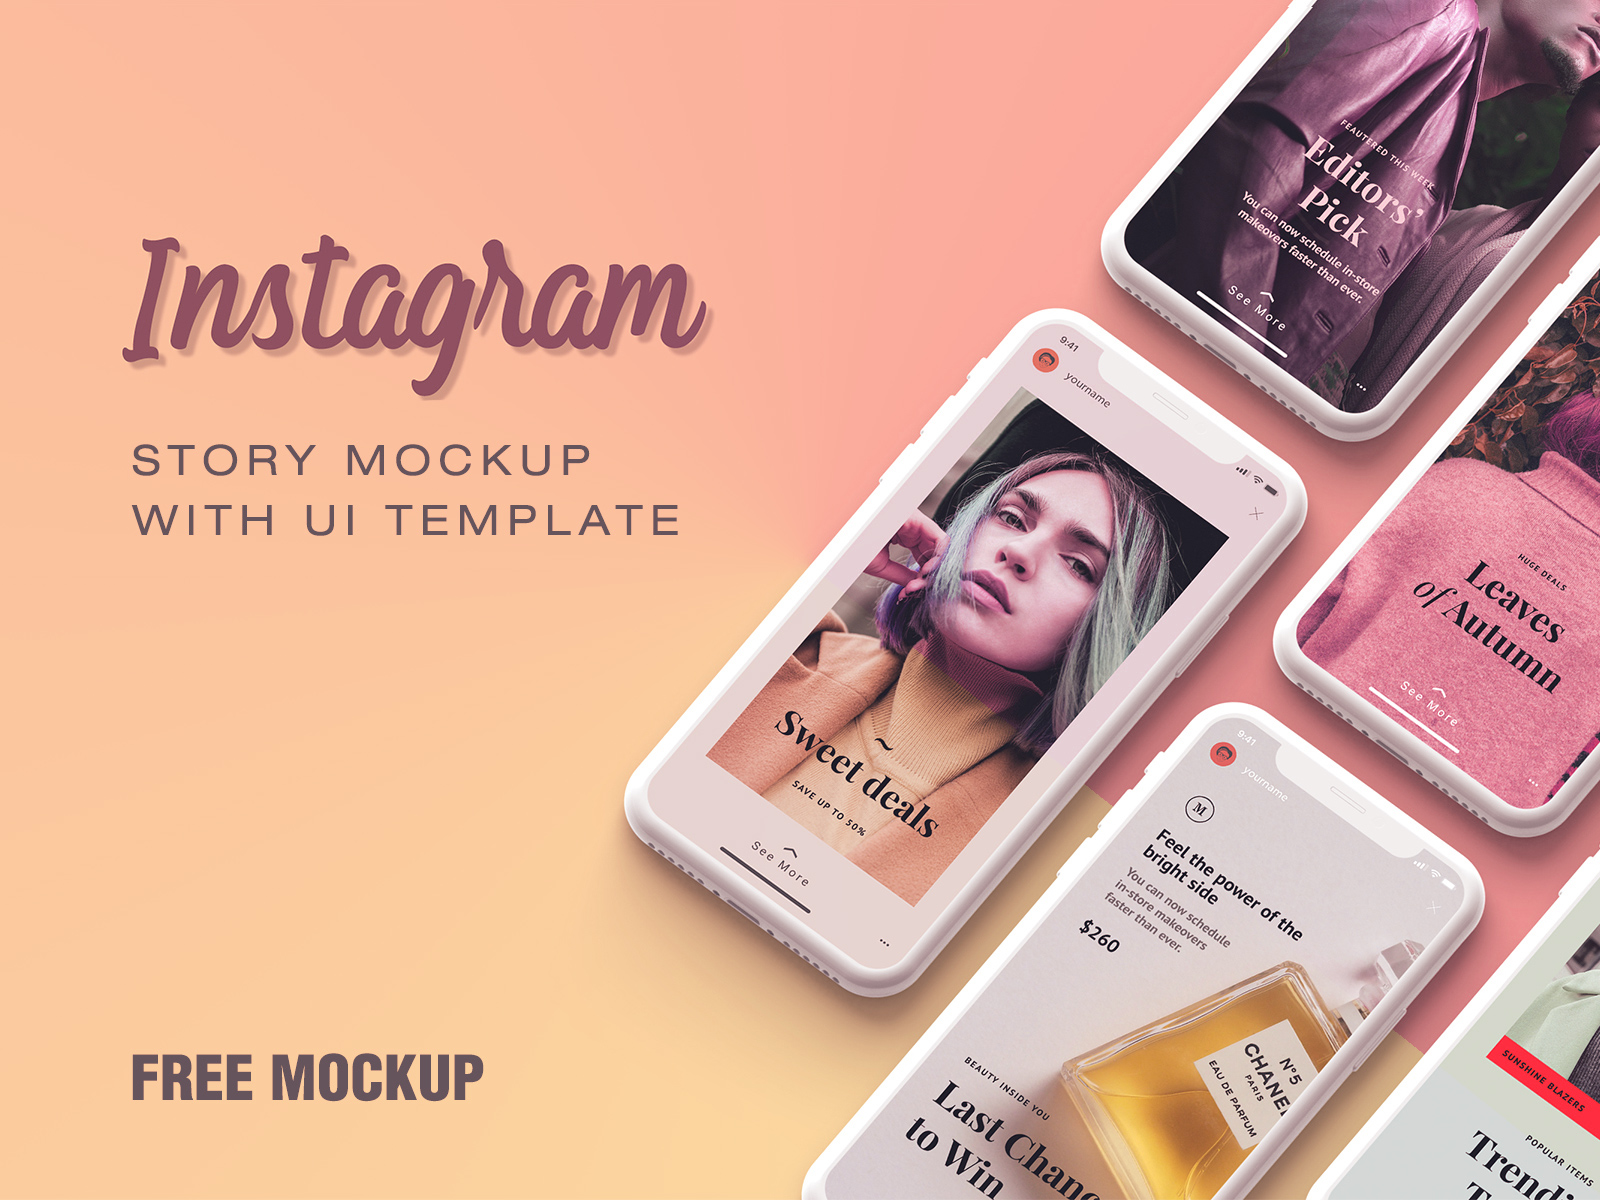 Instagram
STORY MOCKUP
WITH UI TEMPLATE
FREE MOCKUP
FEAUTERED THIS WEEK
Editors'
Pick
You can now schedule in-store
makeovers faster than ever.
See More
9:41
yourname
Sweet deals
SAVE UP TO 50%
See More
HUGE DEALS
Leaves
of Autumn
See More
9:41
yourname
M
Feel the power of the
bright side
You can now schedule
in-store makeovers
faster than ever.
$260
N°5
CHANEL
PARIS
EAU DE PARFUM
BEAUTY INSIDE YOU
Last Chance
to Win
SUNSHINE BLAZERS
POPULAR ITEMS